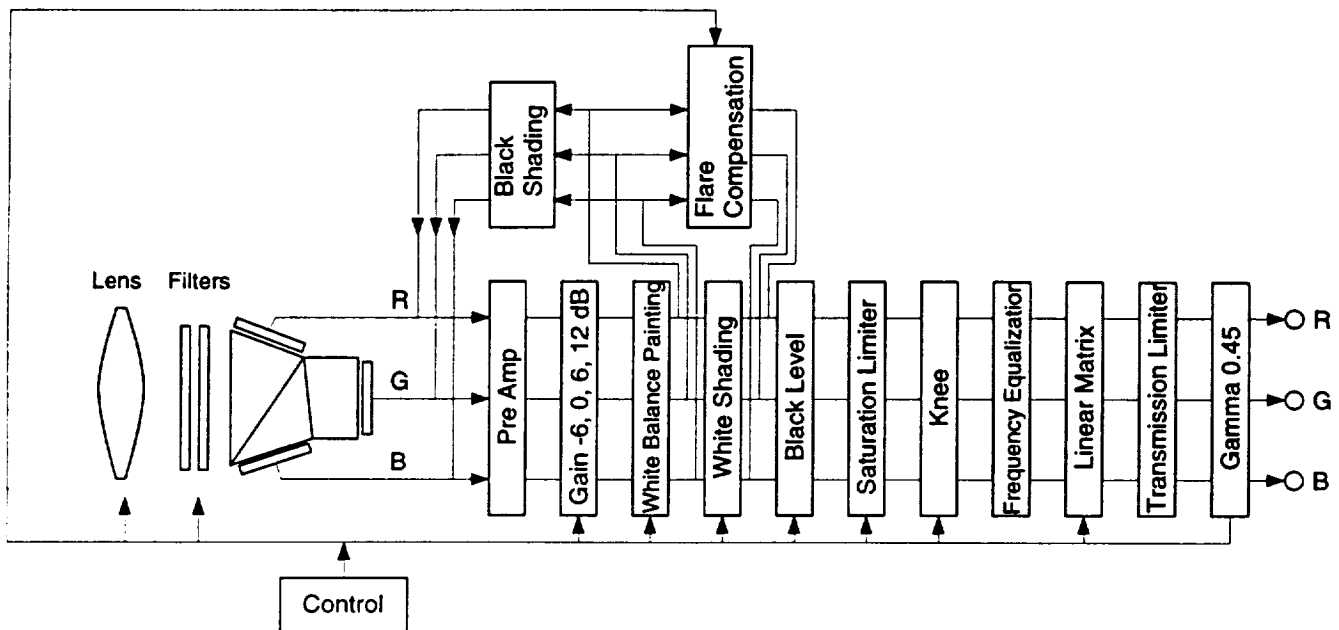 Black
Shading
Flare
Compensation
Lens
Filters
R
G
B
Pre Amp
Gain -6, 0, 6, 12 dB
White Balance Painting
White Shading
Black Level
Saturation Limiter
Knee
Frequency Equalization
Linear Matrix
Transmission Limiter
Gamma 0.45
R
G
B
Control